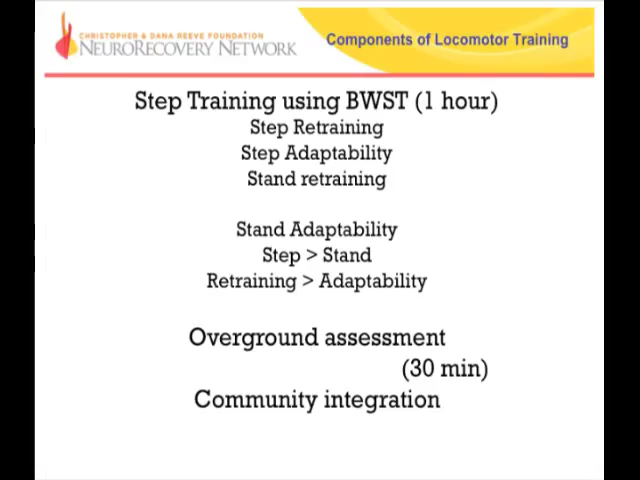 CHRISTOPHER & DANA REEVE FOUNDATION
NEURORECOVERY NETWORK
Components of Locomotor Training
Step Training using BWST (1 hour)
Step Retraining
Step Adaptability
Stand retraining
Stand Adaptability
Step > Stand
Retraining > Adaptability
Overground assessment
(30 min)
Community integration